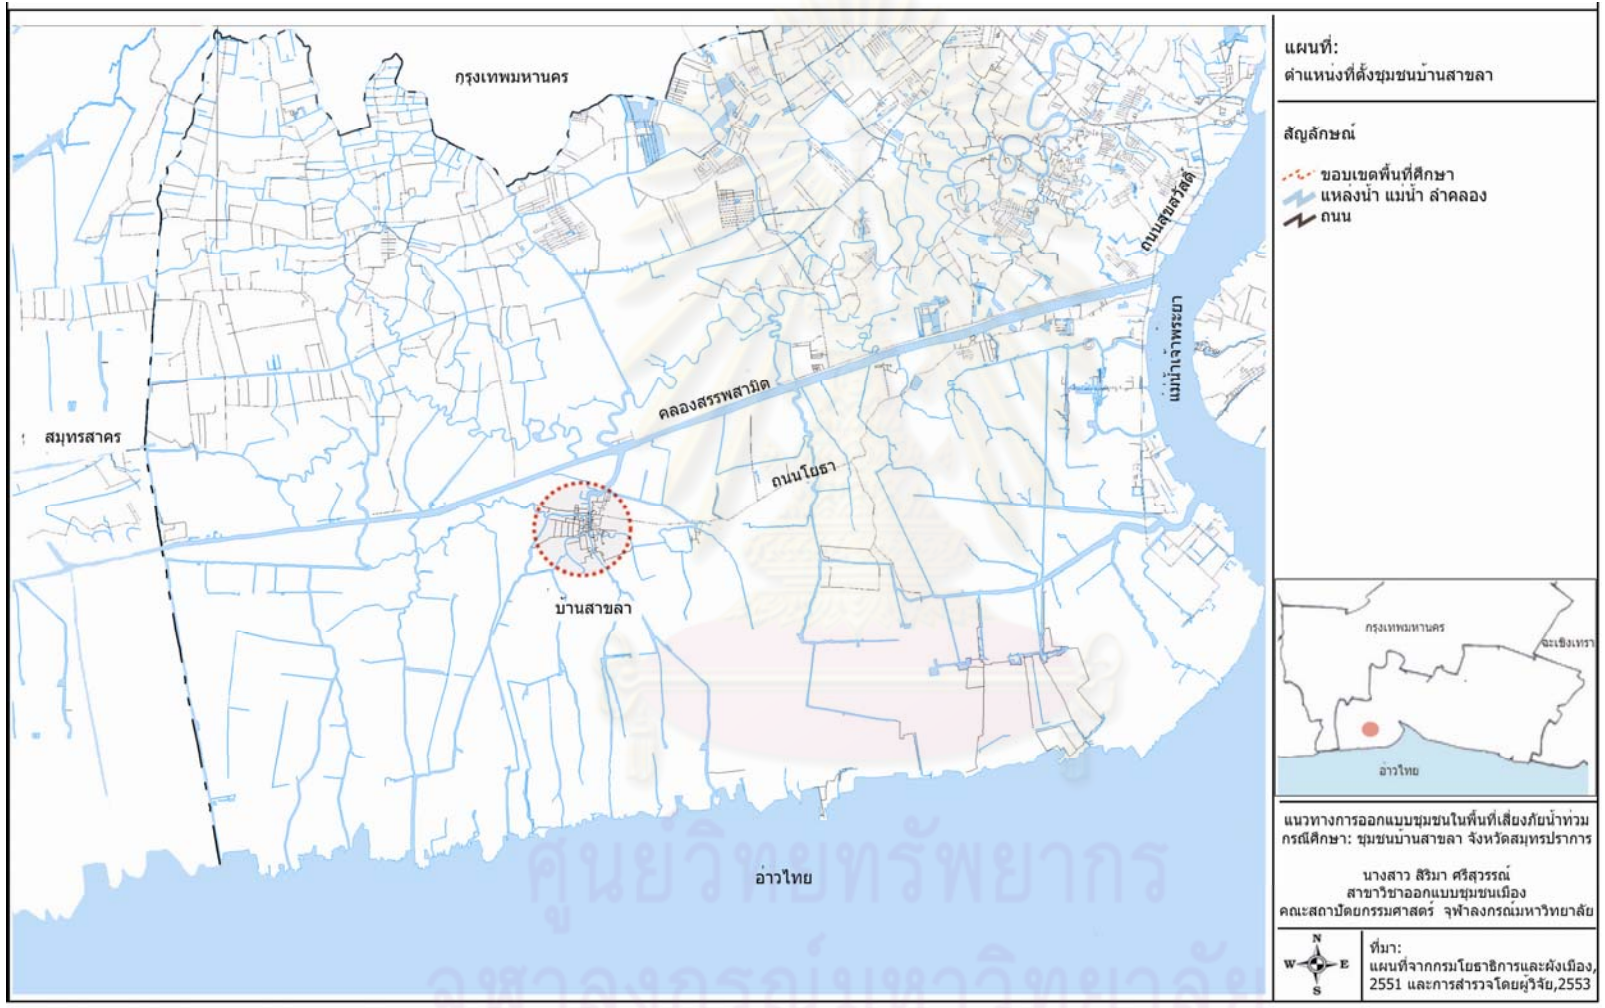 กรุงเทพมหานคร
ถนนสุขสวัสดิ์
แม่น้ำเจ้าพระยา
คลองสรรพสามิต
สมุทรสาคร
ถนนโยธา
บ้านสาขลา
อ่าวไทย
ศูนย์วิทยทรัพยากร
จุฬาลงกรณ์มหาวิทยาลัย
แผนที่:
ตำแหน่งที่ตั้งชุมชนบ้านสาขลา
สัญลักษณ์
ขอบเขตพื้นที่ศึกษา
แหล่งน้ำ แม่น้ำ ลำคลอง
ถนน
กรุงเทพมหานคร
ฉะเชิงเทรา
อ่าวไทย
แนวทางการออกแบบชุมชนในพื้นที่เสี่ยงภัยน้ำท่วม
กรณีศึกษา: ชุมชนบ้านสาขลา จังหวัดสมุทรปราการ
นางสาว สิริมา ศรีสุวรรณ์
สาขาวิชาออกแบบชุมชนเมือง
คณะสถาปัตยกรรมศาสตร์ จุฬาลงกรณ์มหาวิทยาลัย
N
W E
S
ที่มา:
แผนที่จากกรมโยธาธิการและผังเมือง,
2551 และการสำรวจโดยผู้วิจัย,2553